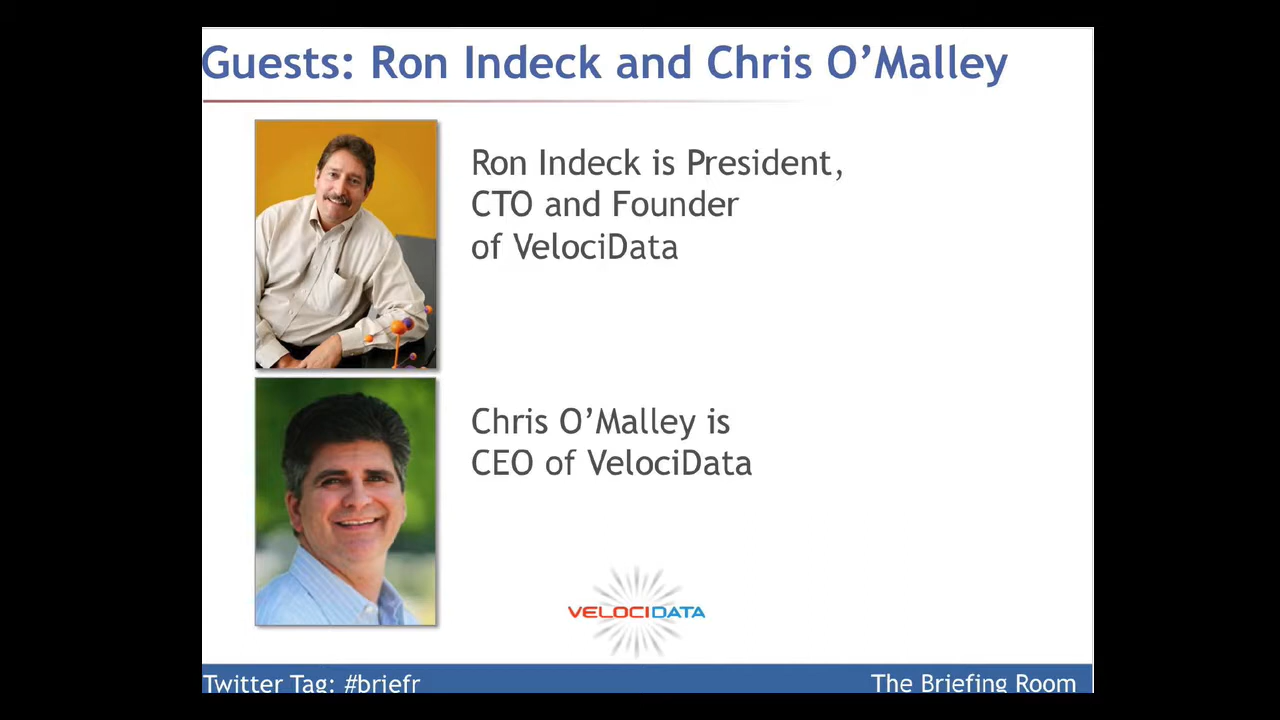 Guests: Ron Indeck and Chris O’Malley
Ron Indeck is President,
CTO and Founder
of VelociData
Chris O’Malley is
CEO of VelociData
VELOCIDATA
Twitter Tag: #briefr
The Briefing Room